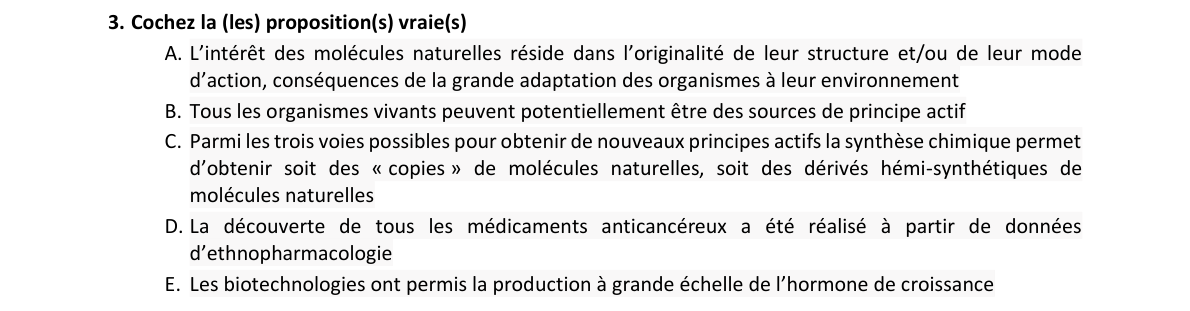 3. Cochez la (les) proposition(s) vraie(s)
A. L’intérêt des molécules naturelles réside dans l’originalité de leur structure et/ou de leur mode
d’action, conséquences de la grande adaptation des organismes à leur environnement
B. Tous les organismes vivants peuvent potentiellement être des sources de principe actif
C. Parmi les trois voies possibles pour obtenir de nouveaux principes actifs la synthèse chimique permet
d’obtenir soit des « copies » de molécules naturelles, soit des dérivés hémi-synthétiques de
molécules naturelles
D. La découverte de tous les médicaments anticancéreux a été réalisé à partir de données
d’ethnopharmacologie
E. Les biotechnologies ont permis la production à grande échelle de l’hormone de croissance